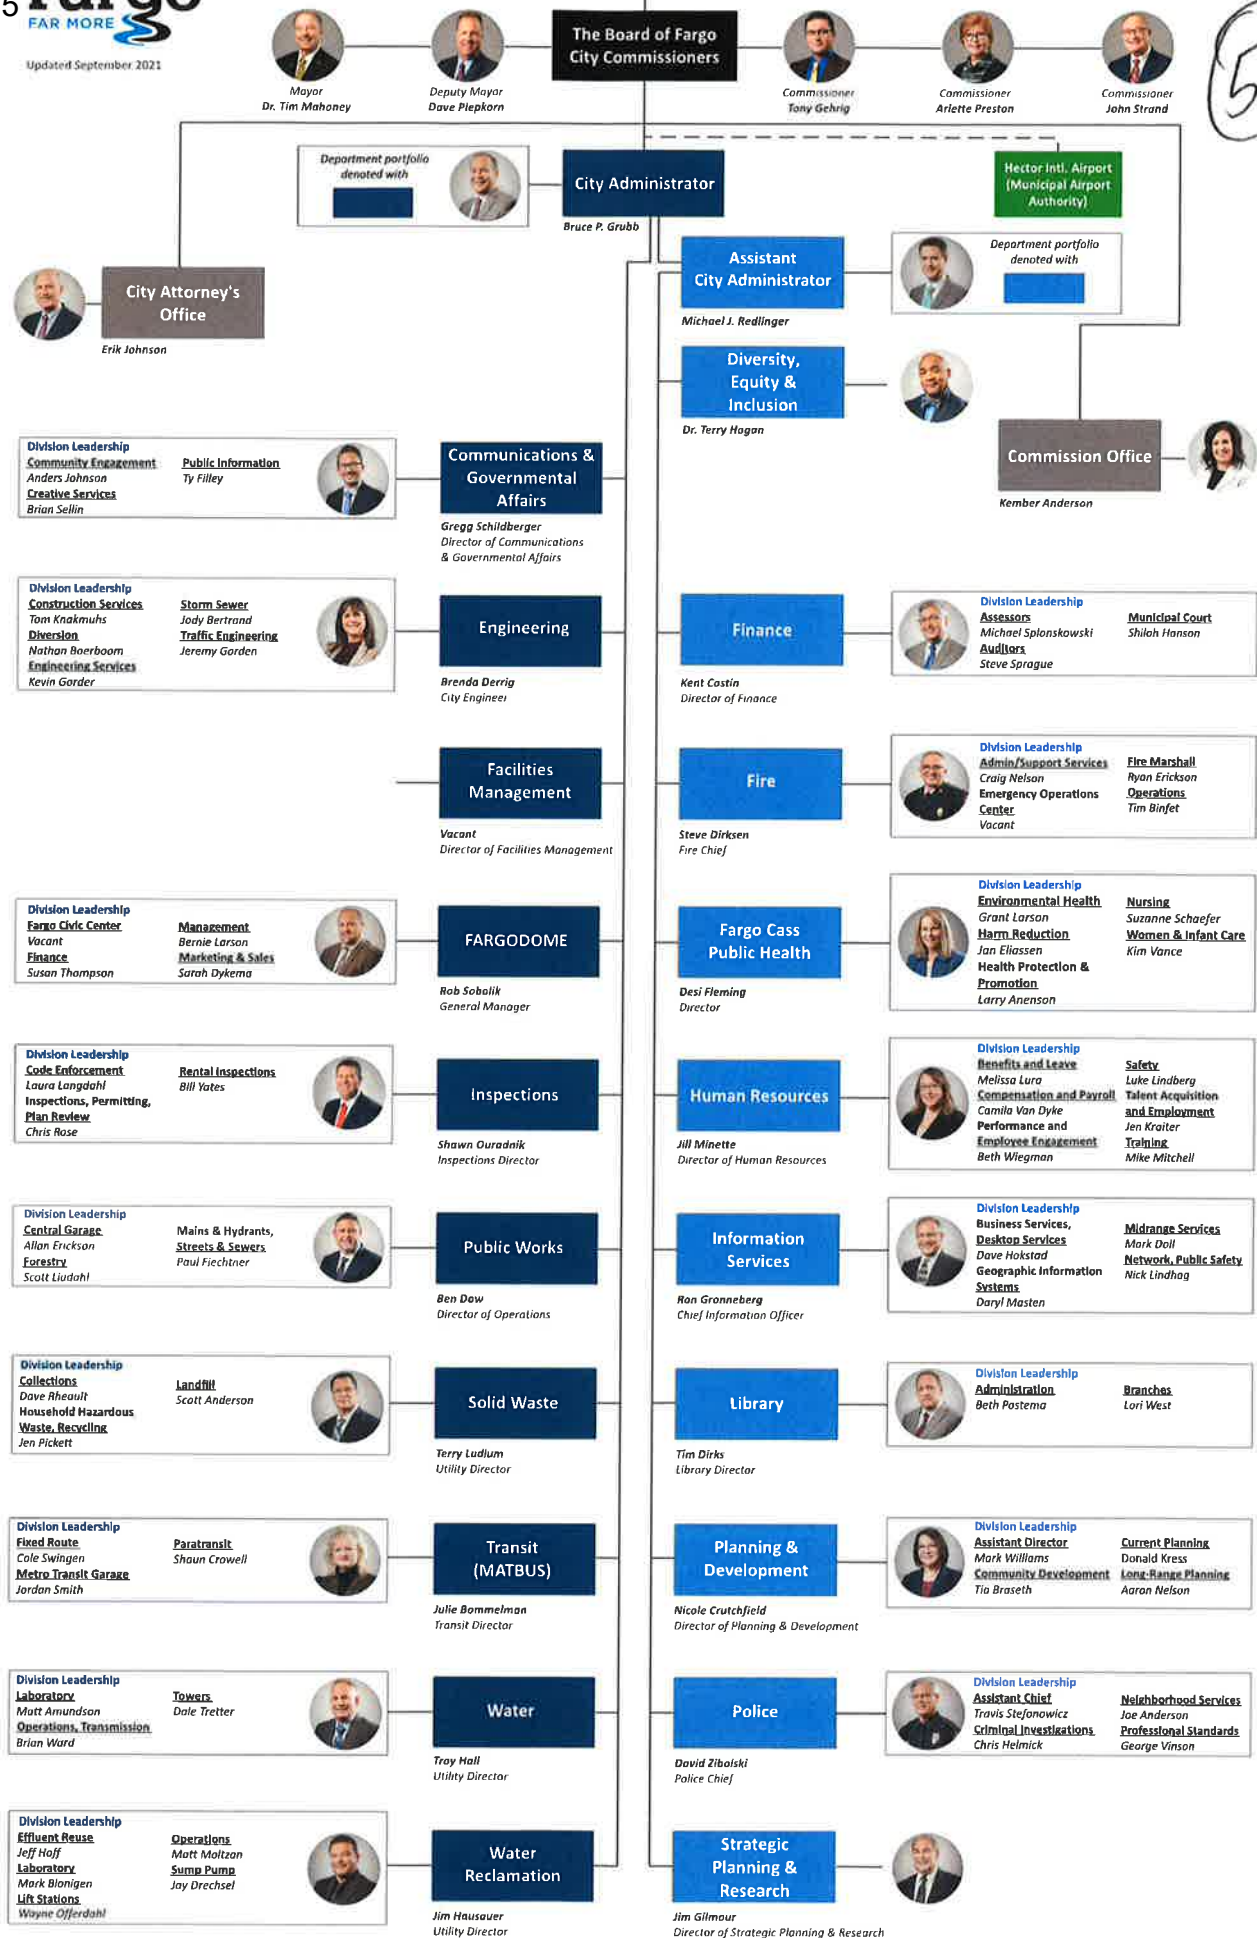 5 Fargo
FAR MORE
Updated September 2021
5
The Board of Fargo
City Commissioners
Mayor
Dr. Tim Mahoney
Deputy Mayor
Dave Piepkorn
Commissioner
Tony Gehrig
Commissioner
Arlette Preston
Commissioner
John Strand
Department portfolio
denoted with
City Administrator
Bruce P. Grubb
Hector Intl. Airport
(Municipal Airport
Authority)
Assistant
City Administrator
Michael J. Redlinger
Department portfolio
denoted with
City Attorney's
Office
Erik Johnson
Diversity,
Equity &
Inclusion
Dr. Terry Hogan
Commission Office
Kember Anderson
Division Leadership
Community Engagement
Anders Johnson
Creative Services
Brian Sellin
Public Information
Ty Filley
Communications &
Governmental
Affairs
Gregg Schildberger
Director of Communications
& Governmental Affairs
Division Leadership
Construction Services
Tom Knakmuhs
Diversion
Nathan Boerboom
Engineering Services
Kevin Gorder
Storm Sewer
Jody Bertrand
Traffic Engineering
Jeremy Gorden
Engineering
Brenda Derrig
City Engineer
Finance
Kent Costin
Director of Finance
Division Leadership
Assessors
Michael Splonskowski
Auditors
Steve Sprague
Municipal Court
Shilah Hanson
Facilities
Management
Vacant
Director of Facilities Management
Fire
Steve Dirksen
Fire Chief
Division Leadership
Admin/Support Services
Craig Nelson
Emergency Operations
Center
Vacant
Fire Marshall
Ryan Erickson
Operations
Tim Binfet
Division Leadership
Fargo Civic Center
Vacant
Finance
Susan Thompson
Management
Bernie Larson
Marketing & Sales
Sarah Dykema
FARGODOME
Rob Sobolik
General Manager
Fargo Cass
Public Health
Desi Fleming
Director
Division Leadership
Environmental Health
Grant Larson
Harm Reduction
Jan Eliassen
Health Protection &
Promotion
Larry Anenson
Nursing
Suzanne Schaefer
Women & Infant Care
Kim Vance
Division Leadership
Code Enforcement
Laura Langdahl
Inspections, Permitting,
Plan Review
Chris Rose
Rental Inspections
Bill Yates
Inspections
Shawn Ouradnik
Inspections Director
Human Resources
Jill Minette
Director of Human Resources
Division Leadership
Benefits and Leave
Melissa Lura
Compensation and Payroll
Camila Van Dyke
Performance and
Employee Engagement
Beth Wiegman
Safety
Luke Lindberg
Talent Acquisition
and Employment
Jen Kraiter
Training
Mike Mitchell
Division Leadership
Central Garage
Allan Erickson
Forestry
Scott Liudahl
Mains & Hydrants,
Streets & Sewers
Paul Fiechtner
Public Works
Ben Dow
Director of Operations
Information
Services
Ron Gronneberg
Chief Information Officer
Division Leadership
Business Services,
Desktop Services
Dave Hokstad
Geographic Information
Systems
Daryl Masten
Midrange Services
Mark Doll
Network, Public Safety
Nick Lindhag
Division Leadership
Collections
Dave Rheault
Household Hazardous
Waste, Recycling
Jen Pickett
Landfill
Scott Anderson
Solid Waste
Terry Ludlum
Utility Director
Library
Tim Dirks
Library Director
Division Leadership
Administration
Beth Postema
Branches
Lori West
Division Leadership
Fixed Route
Cole Swingen
Metro Transit Garage
Jordan Smith
Paratransit
Shaun Crowell
Transit
(MATBUS)
Julie Bommelman
Transit Director
Planning &
Development
Nicole Crutchfield
Director of Planning & Development
Division Leadership
Assistant Director
Mark Williams
Community Development
Tia Braseth
Current Planning
Donald Kress
Long-Range Planning
Aaron Nelson
Division Leadership
Laboratory
Matt Amundson
Operations, Transmission
Brian Ward
Towers
Dale Tretter
Water
Troy Hall
Utility Director
Police
David Zibolski
Police Chief
Division Leadership
Assistant Chief
Travis Stefonowicz
Criminal Investigations
Chris Helmick
Neighborhood Services
Joe Anderson
Professional Standards
George Vinson
Division Leadership
Effluent Reuse
Jeff Hoff
Laboratory
Mark Blonigen
Lift Stations
Wayne Offerdahl
Operations
Matt Moltzan
Sump Pump
Jay Drechsel
Water
Reclamation
Jim Hausauer
Utility Director
Strategic
Planning &
Research
Jim Gilmour
Director of Strategic Planning & Research